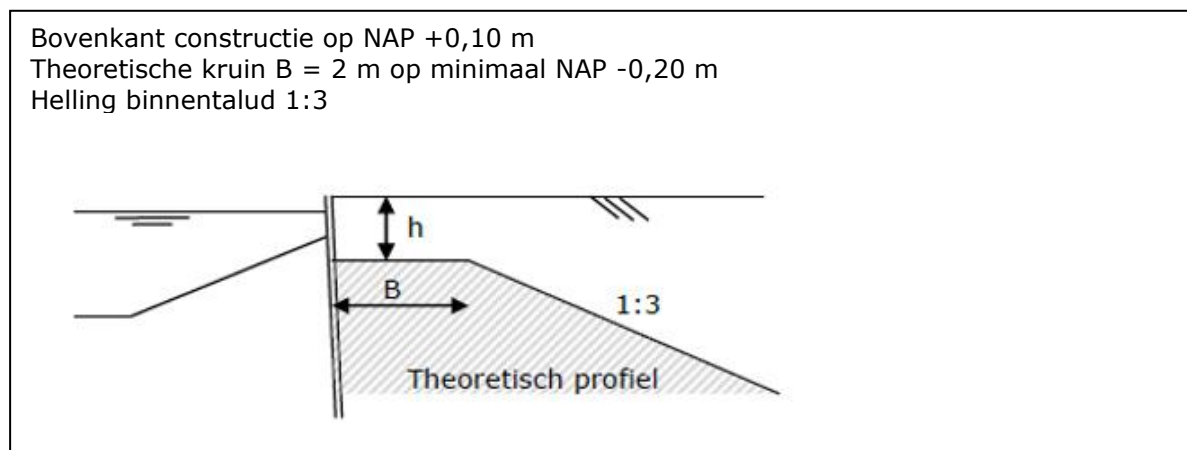 Bovenkant constructie op NAP +0,10 m
Theoretische kruin B = 2 m op minimaal NAP -0,20 m
Helling binnentalud 1:3
h
B
1:3
Theoretisch profiel